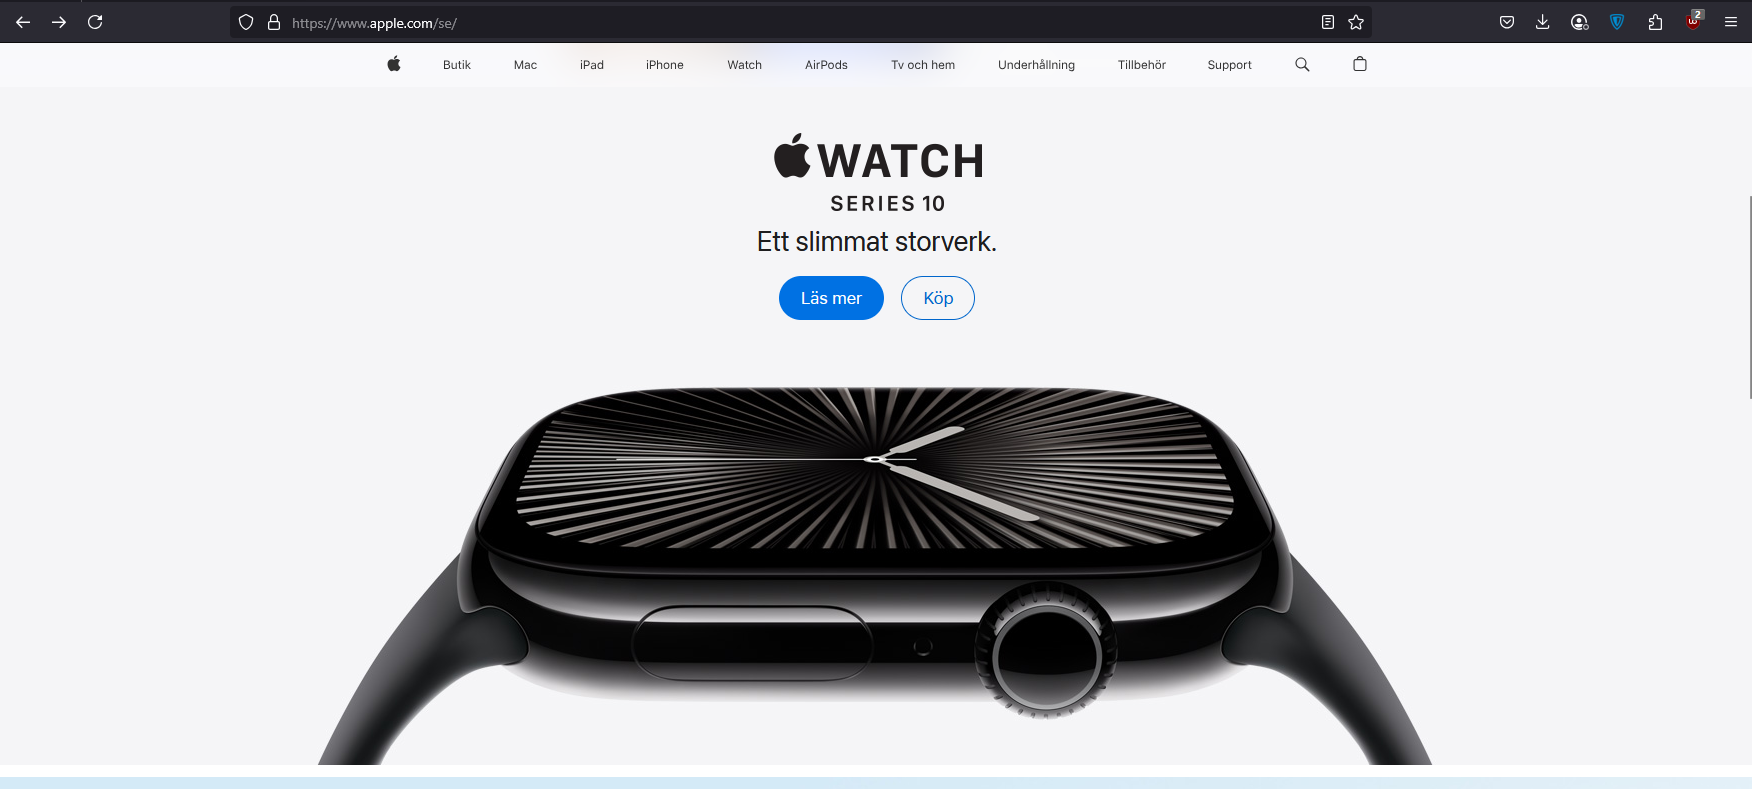 https://www.apple.com/se/
2
Butik Mac iPad iPhone Watch AirPods Tv och hem Underhållning Tillbehör Support
WATCH
SERIES 10
Ett slimmat storverk.
Läs mer Köp